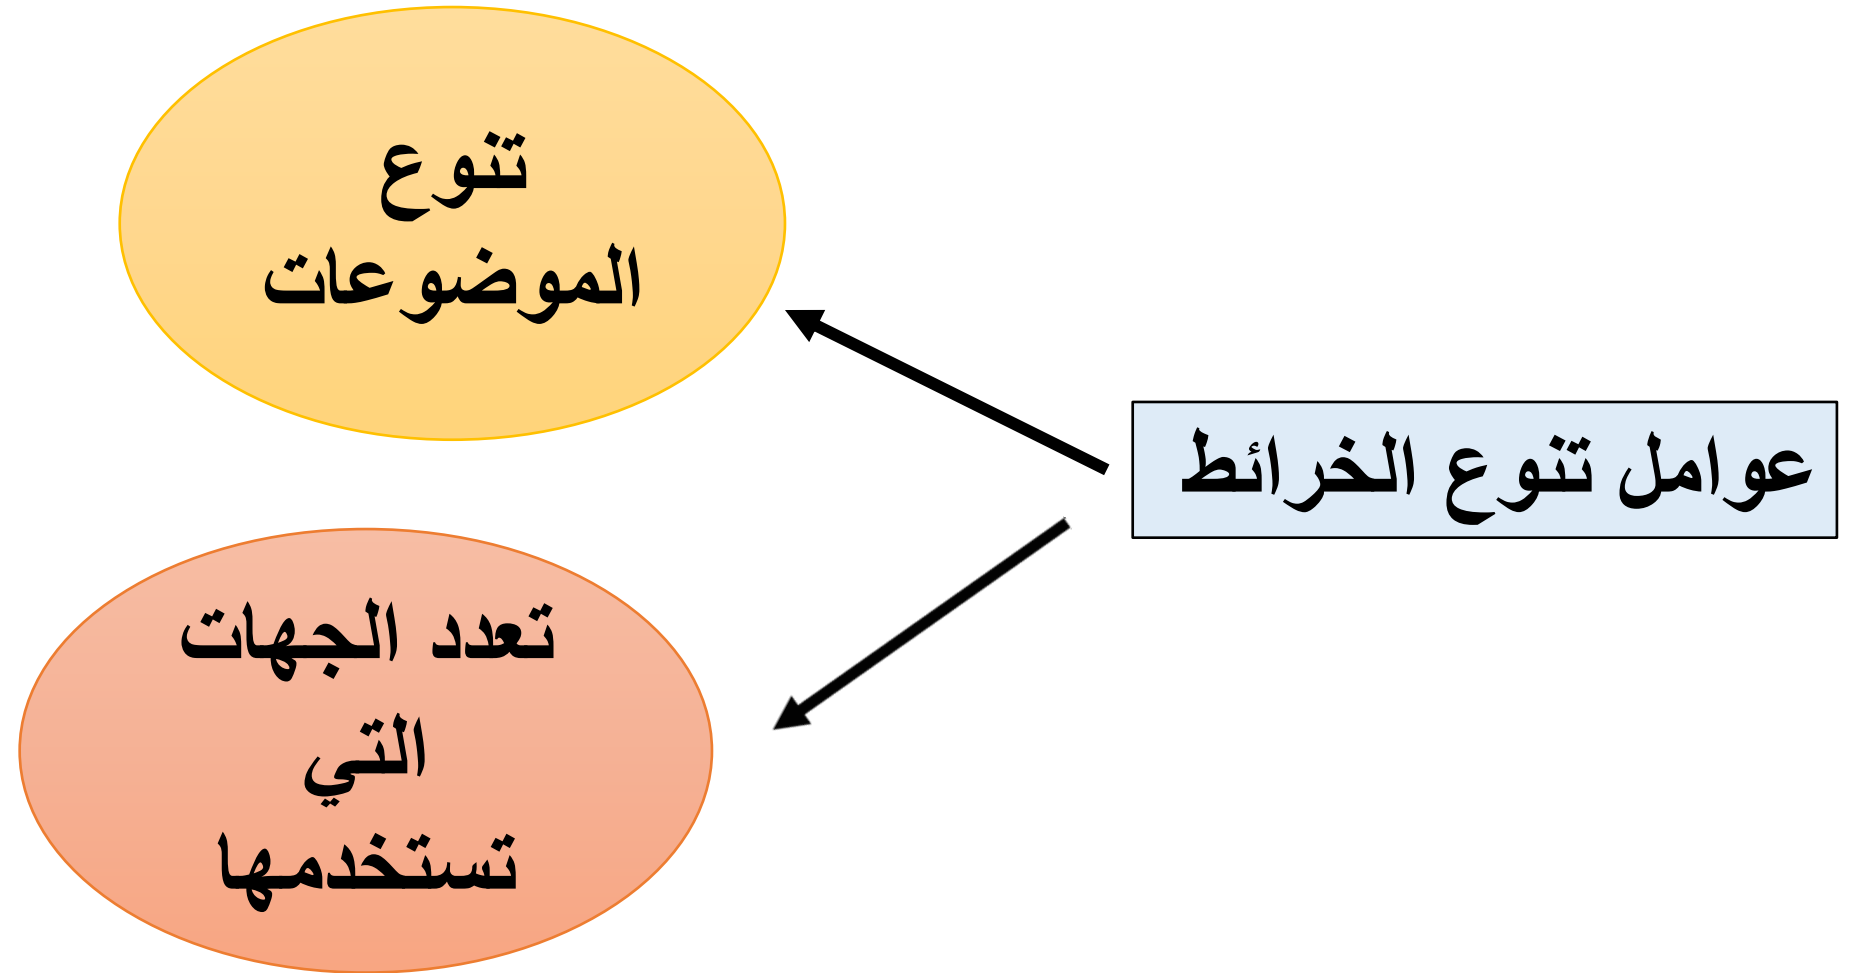 عوامل تنوع الخرائط
تنوع
الموضوعات
تعدد الجهات
التي
تستخدمها